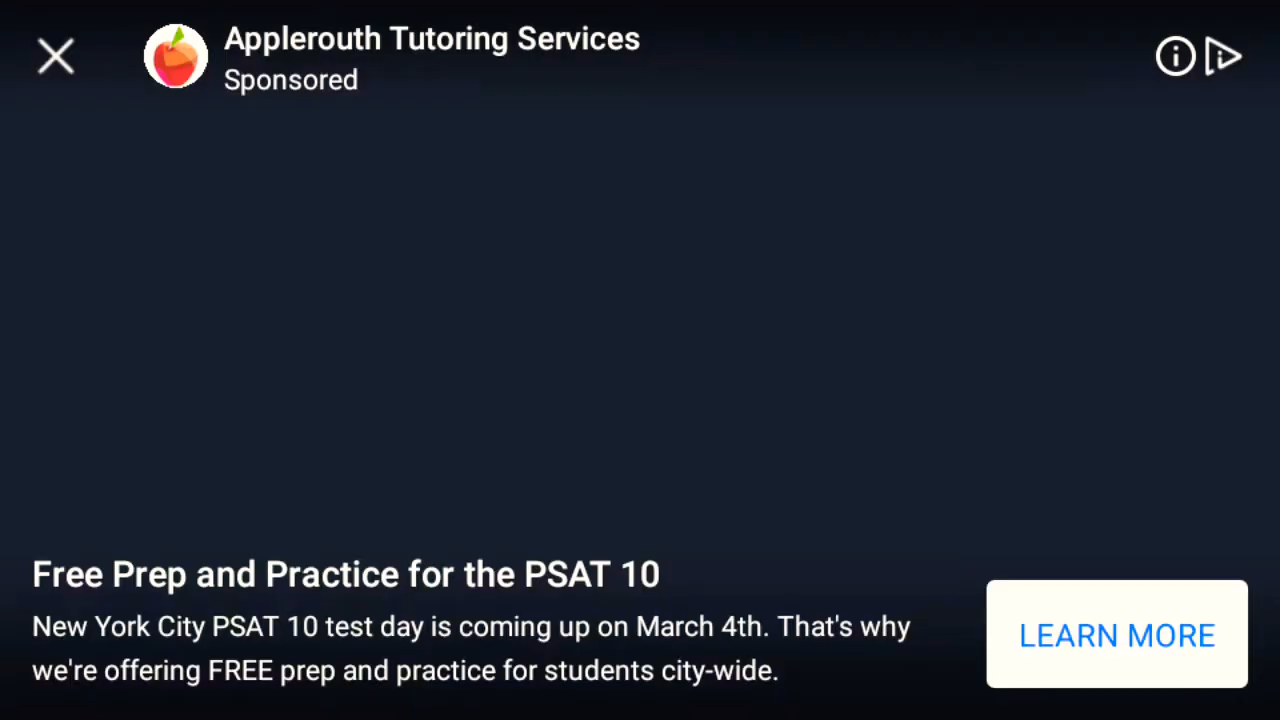 Applerouth Tutoring Services
Sponsored
Free Prep and Practice for the PSAT 10
New York City PSAT 10 test day is coming up on March 4th. That's why
we're offering FREE prep and practice for students city-wide.
LEARN MORE